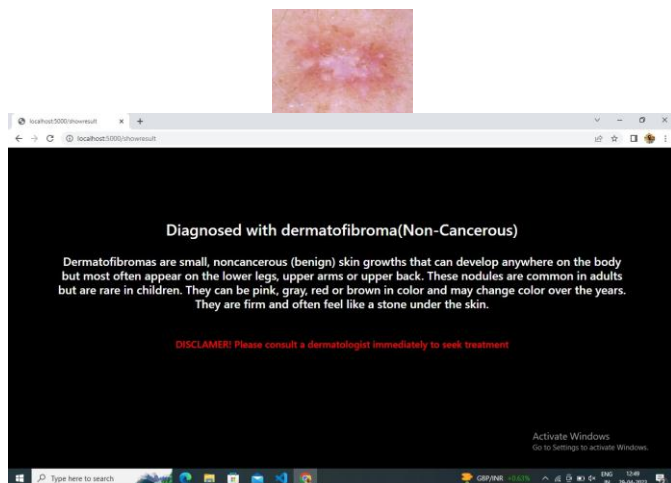 localhost:5000/showresult
localhost:5000/showresult
Diagnosed with dermatofibroma(Non-Cancerous)
Dermatofibromas are small, noncancerous (benign) skin growths that can develop anywhere on the body
but most often appear on the lower legs, upper arms or upper back. These nodules are common in adults
but are rare in children. They can be pink, gray, red or brown in color and may change color over the years.
They are firm and often feel like a stone under the skin.
DISCLAMER! Please consult a dermatologist immediately to seek treatment
Activate Windows
Go to Settings to activate Windows.
Type here to search
GBP/INR +0.61%
ENG
IN
12:49